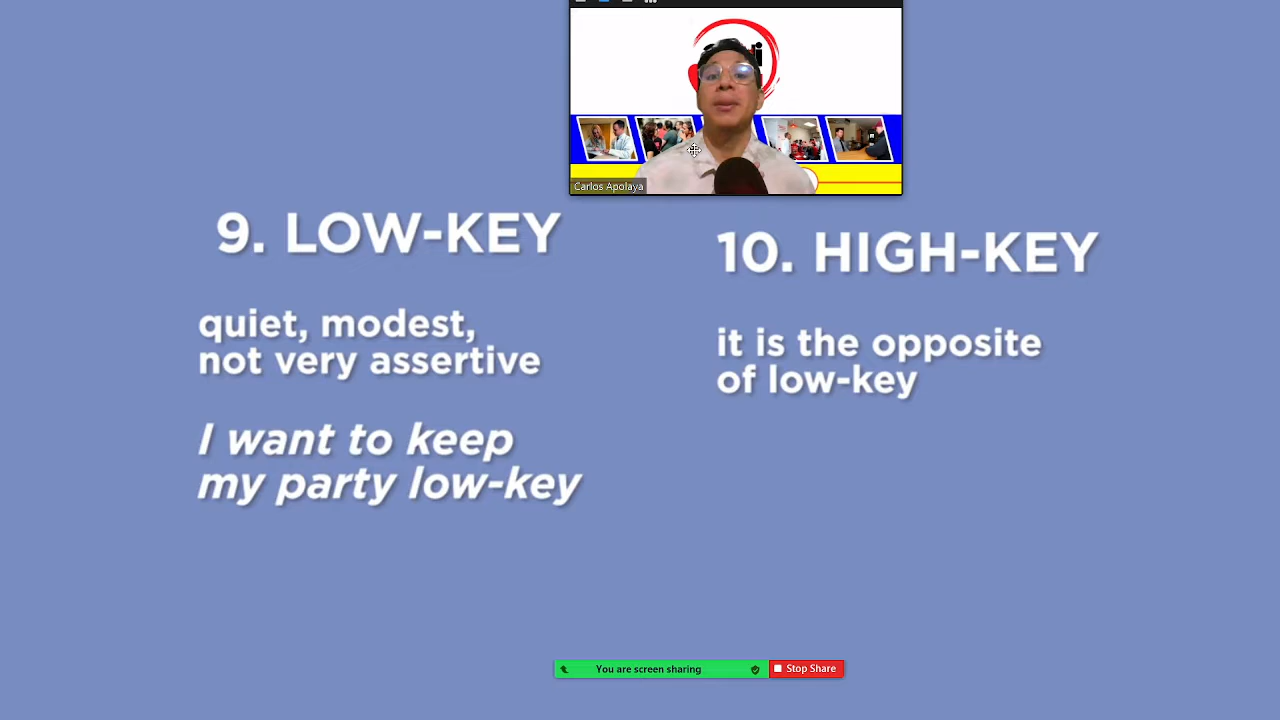 Carlos Apolaya
9. LOW-KEY
quiet, modest,
not very assertive
I want to keep
my party low-key
10. HIGH-KEY
it is the opposite
of low-key
You are screen sharing
Stop Share